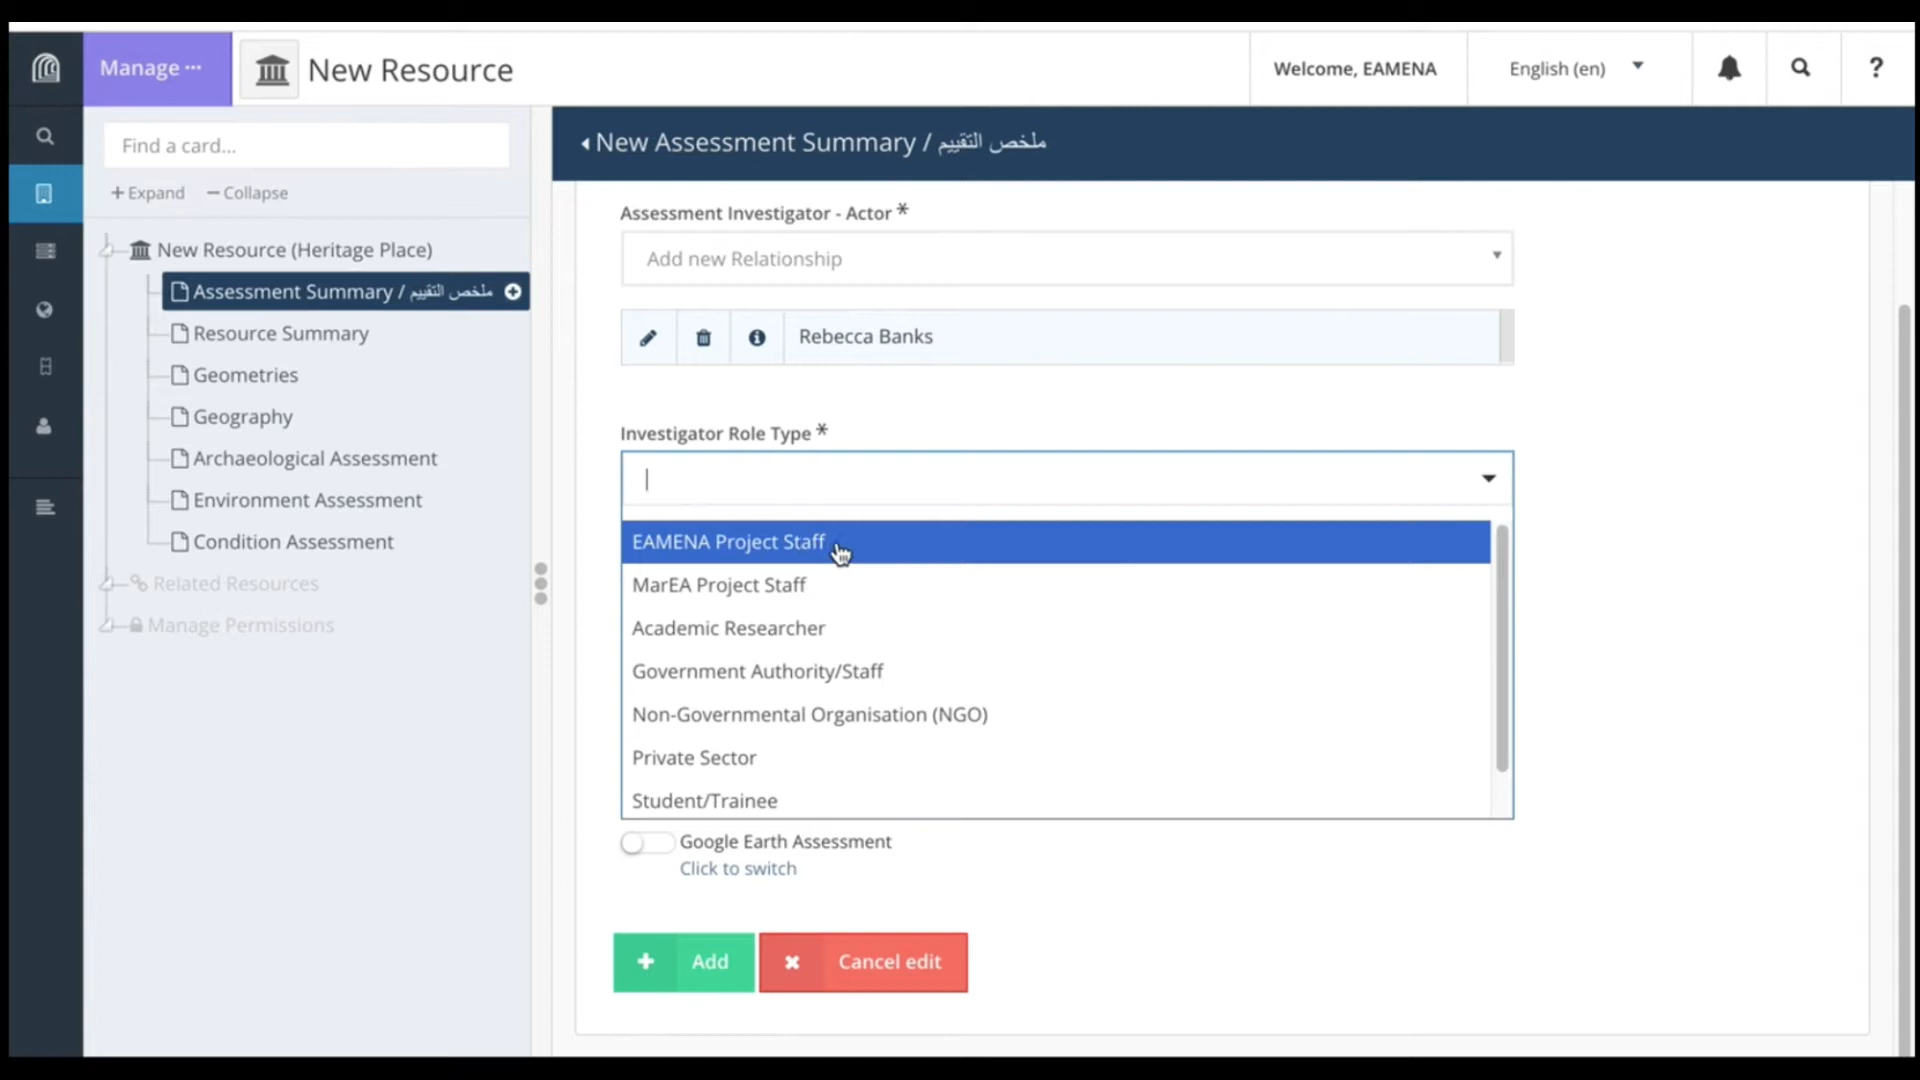 Manage ···
New Resource
Welcome, EAMENA
English (en)
?
Find a card...
+ Expand
− Collapse
New Resource (Heritage Place)
Assessment Summary / ملخص التقييم
Resource Summary
Geometries
Geography
Archaeological Assessment
Environment Assessment
Condition Assessment
Related Resources
Manage Permissions
New Assessment Summary / ملخص التقييم
Assessment Investigator - Actor *
Add new Relationship
Rebecca Banks
Investigator Role Type *
EAMENA Project Staff
MarEA Project Staff
Academic Researcher
Government Authority/Staff
Non-Governmental Organisation (NGO)
Private Sector
Student/Trainee
Google Earth Assessment
Click to switch
+ Add
× Cancel edit